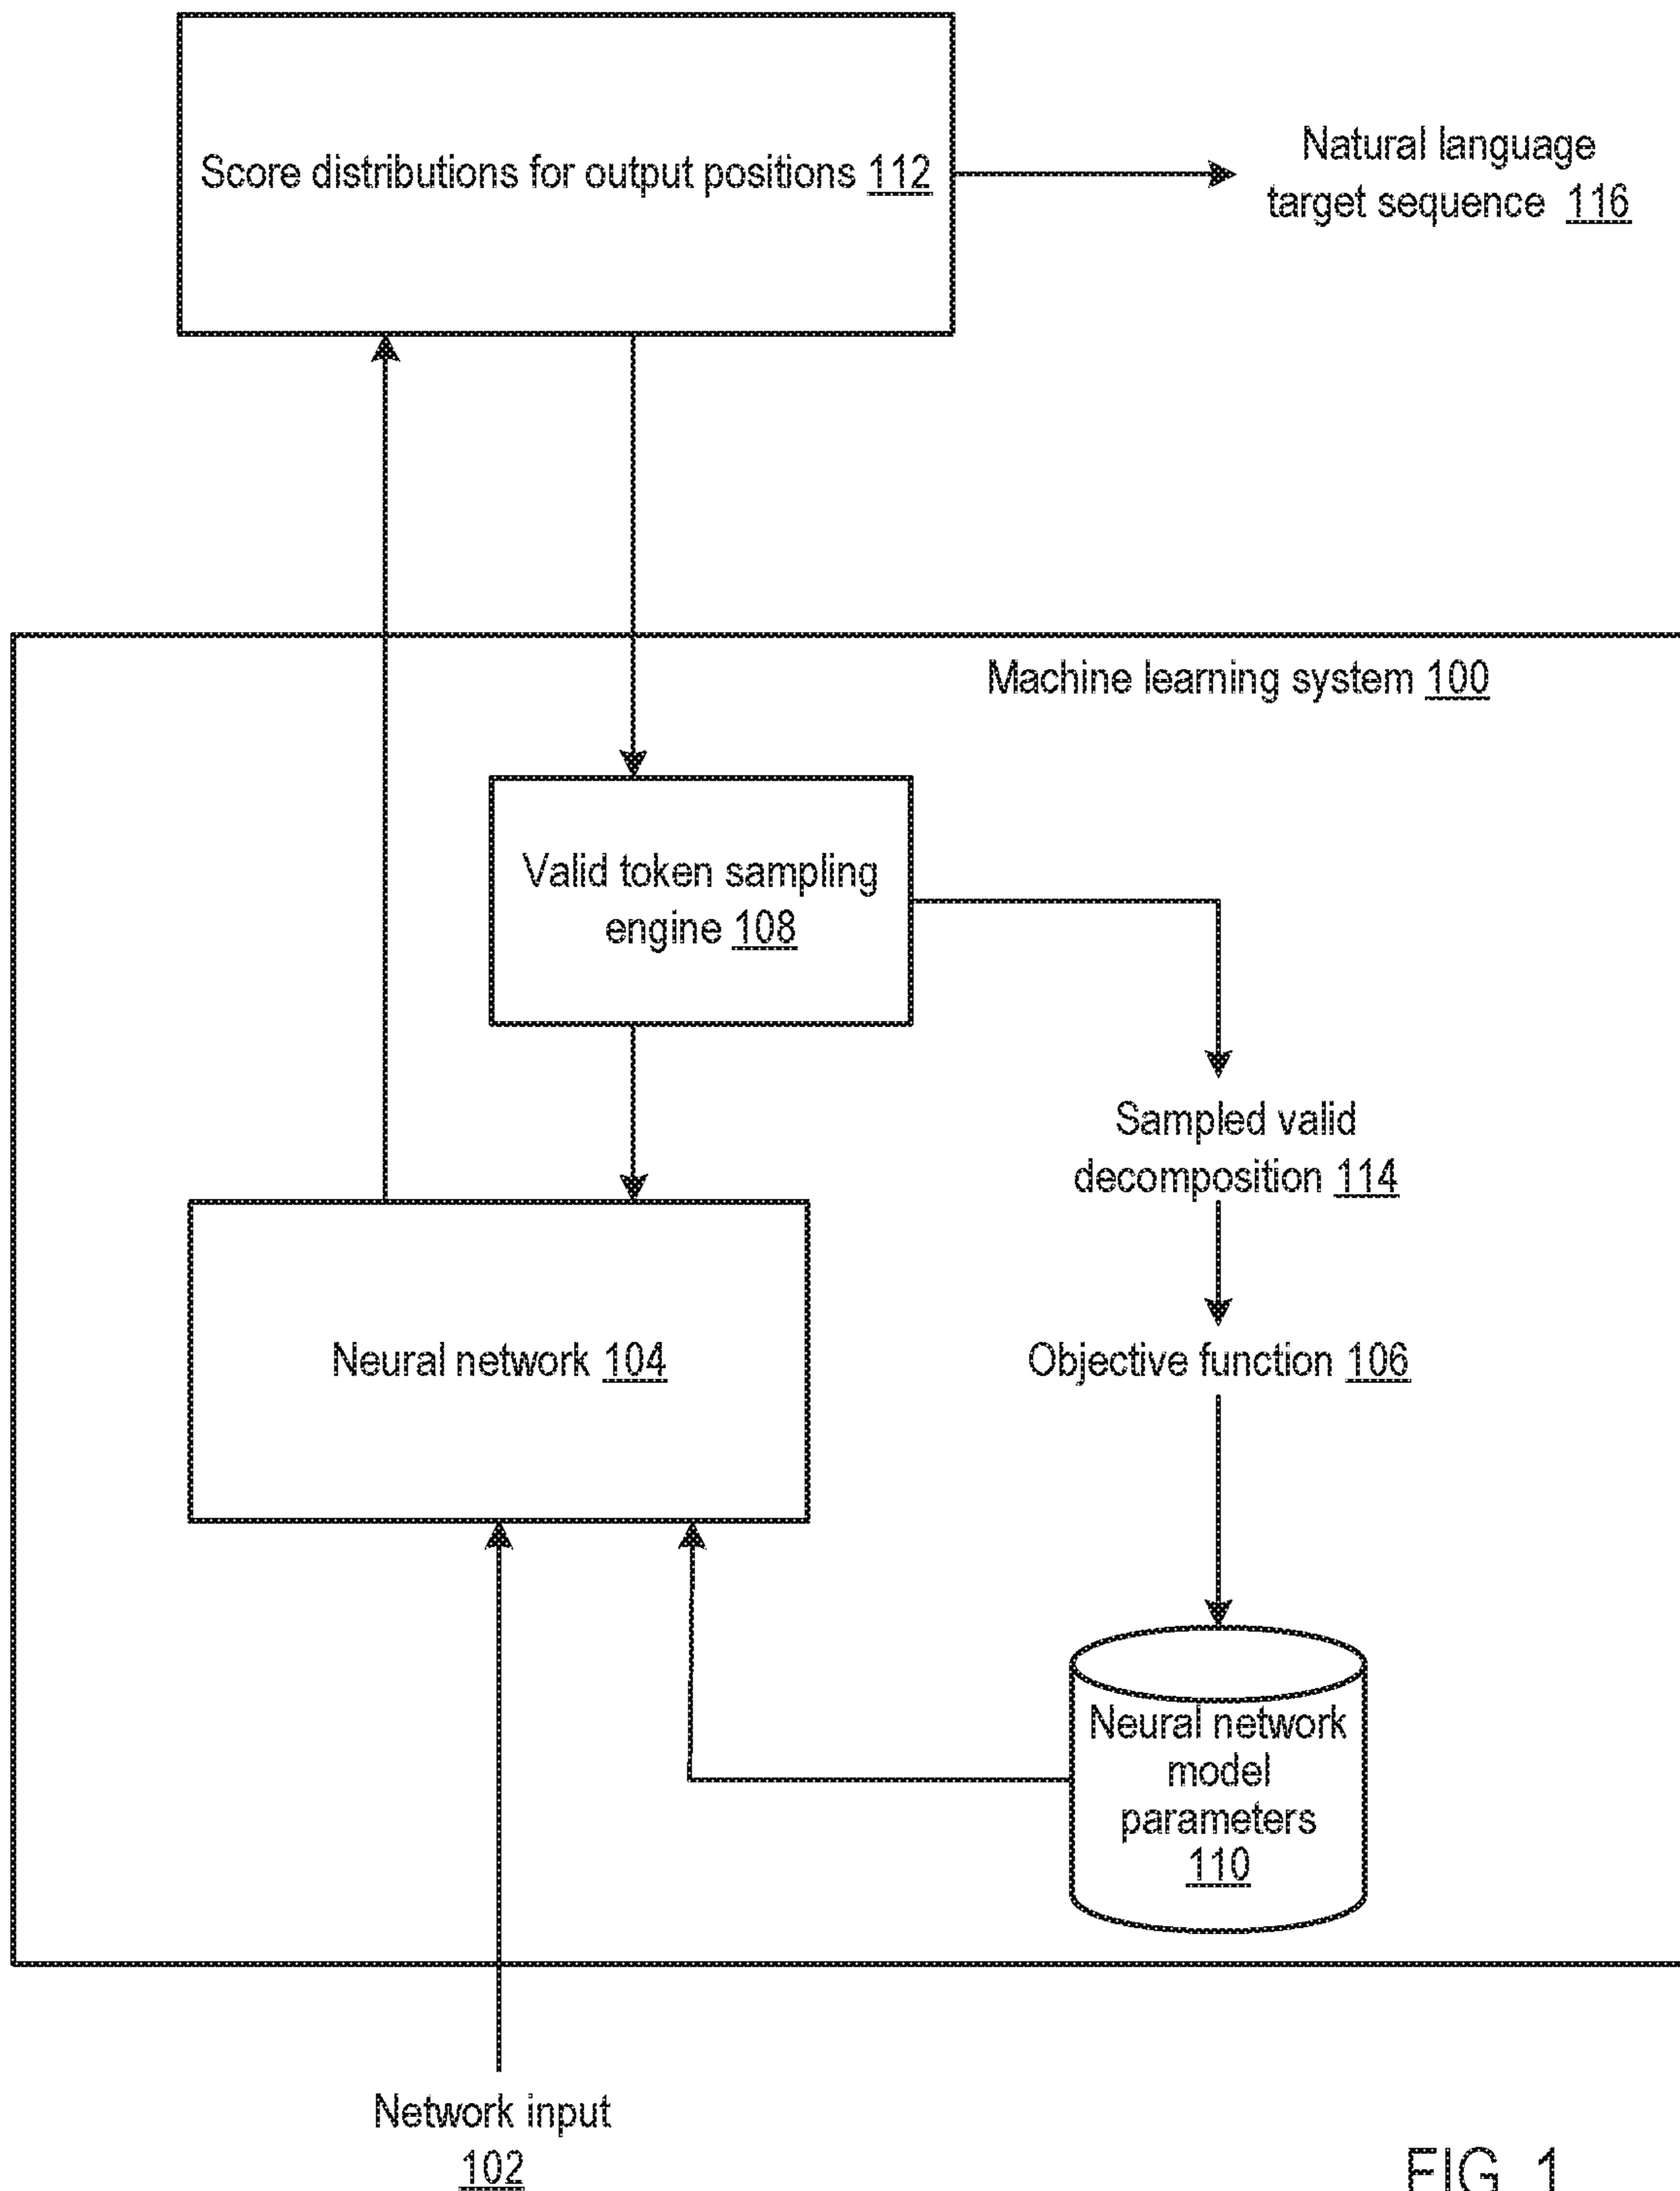 Score distributions for output positions 112
Natural language
target sequence 116
Machine learning system 100
Valid token sampling
engine 108
Sampled valid
decomposition 114
Neural network 104
Objective function 106
Neural network
model
parameters
110
Network input
102
FIG. 1